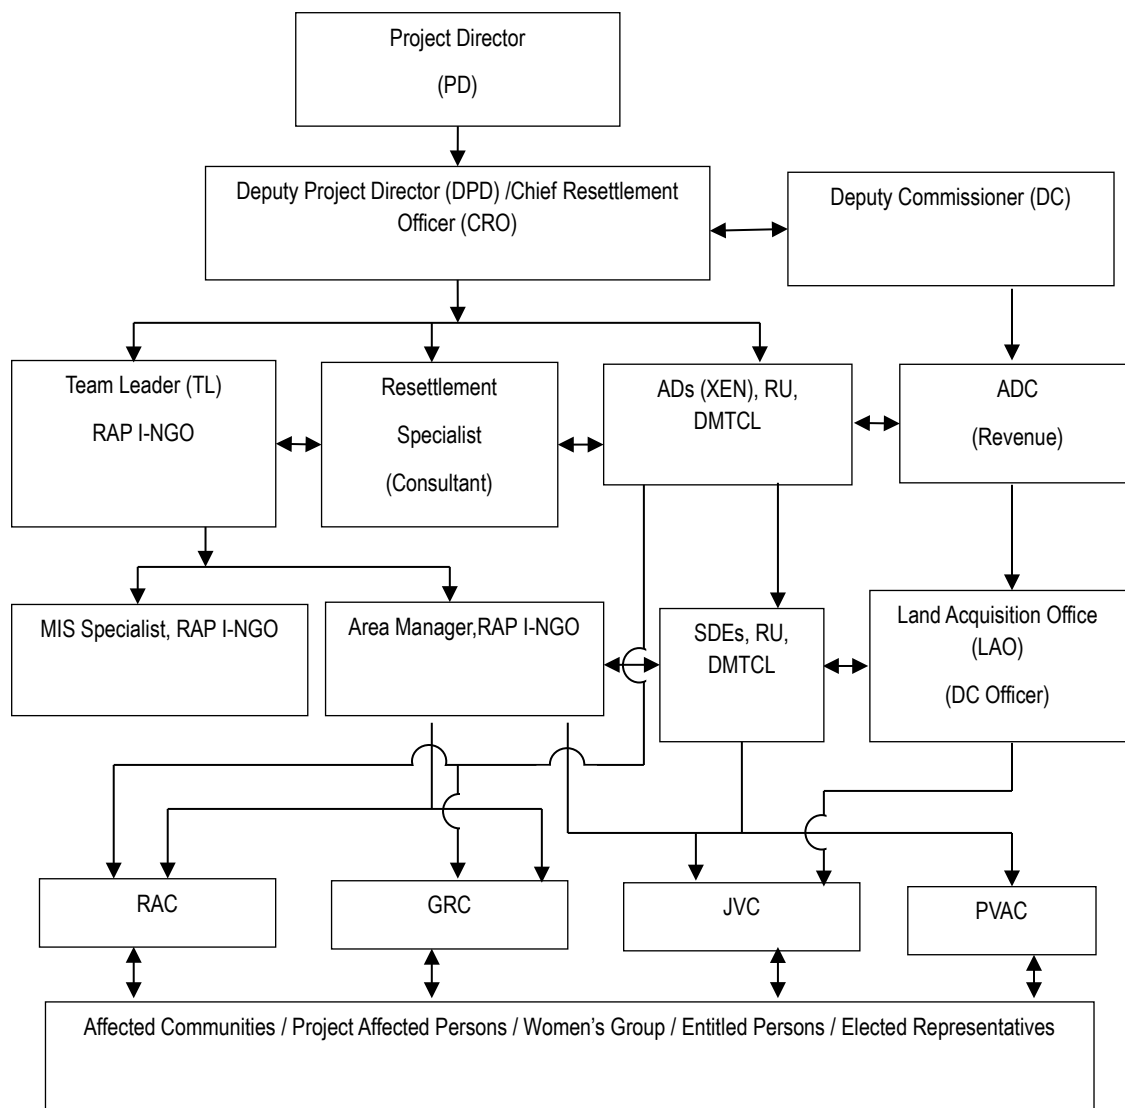 Project Director
(PD)
Deputy Project Director (DPD) /Chief Resettlement
Officer (CRO)
Deputy Commissioner (DC)
Team Leader (TL)
RAP I-NGO
Resettlement
Specialist
(Consultant)
ADs (XEN), RU,
DMTCL
ADC
(Revenue)
MIS Specialist, RAP I-NGO
Area Manager,RAP I-NGO
SDEs, RU,
DMTCL
Land Acquisition Office
(LAO)
(DC Officer)
RAC
GRC
JVC
PVAC
Affected Communities / Project Affected Persons / Women’s Group / Entitled Persons / Elected Representatives